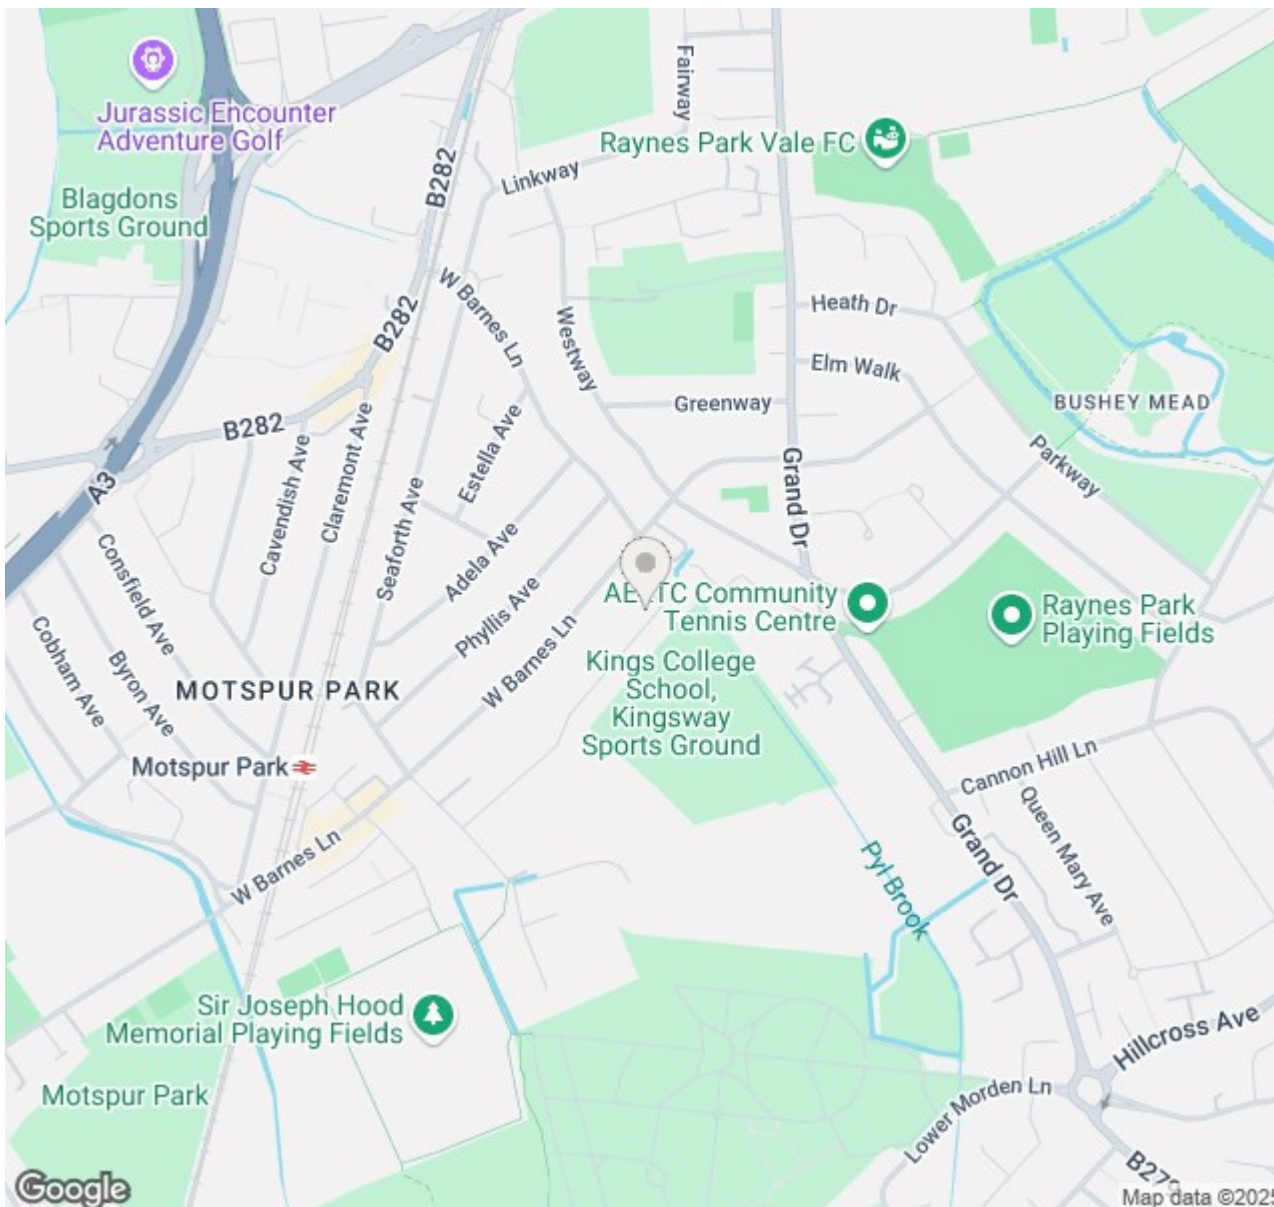 Fairway
Jurassic Encounter
Adventure Golf
Raynes Park Vale FC
B282
Linkway
Blagdons
Sports Ground
W Barnes Ln
Westway
Heath Dr
B282
Elm Walk
Greenway
BUSHEY MEAD
B282
Parkway
Estella Ave
Grand Dr
A3
Cavendish Ave
Claremont Ave
Seaforth Ave
Adela Ave
Consfield Ave
Phyllis Ave
AE TC Community
Tennis Centre
Raynes Park
Playing Fields
Cobham Ave
Byron Ave
W Barnes Ln
Kings College
School,
Kingsway
Sports Ground
MOTSPUR PARK
Motspur Park
Cannon Hill Ln
Queen Mary Ave
Grand Dr
W Barnes Ln
Pyl Brook
Sir Joseph Hood
Memorial Playing Fields
Hillcross Ave
Motspur Park
Lower Morden Ln
B279
Google
Map data ©2025